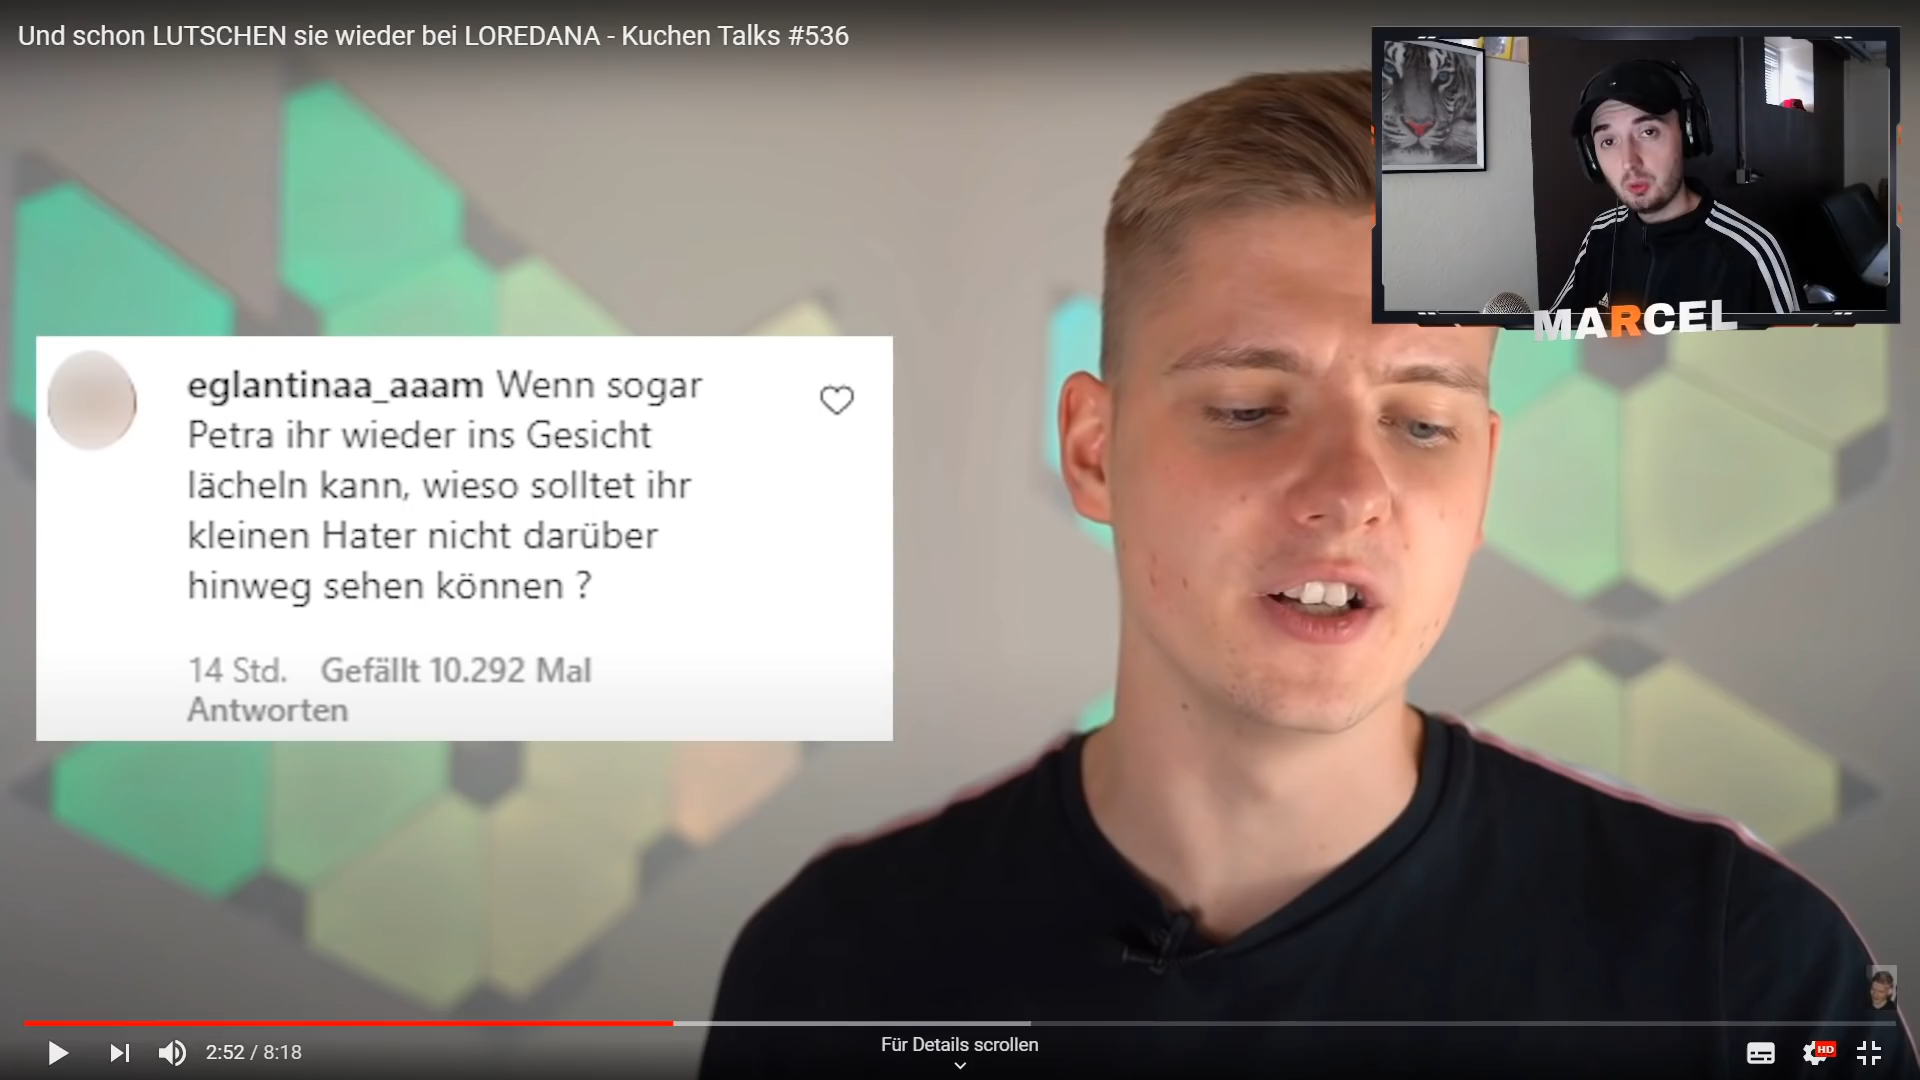 Und schon LUTSCHEN sie wieder bei LOREDANA - Kuchen Talks #536
MARCEL
eglantinaa_aaam Wenn sogar
Petra ihr wieder ins Gesicht
lächeln kann, wieso solltet ihr
kleinen Hater nicht darüber
hinweg sehen können ?
14 Std. Gefällt 10.292 Mal
Antworten
2:52 / 8:18
Für Details scrollen
HD